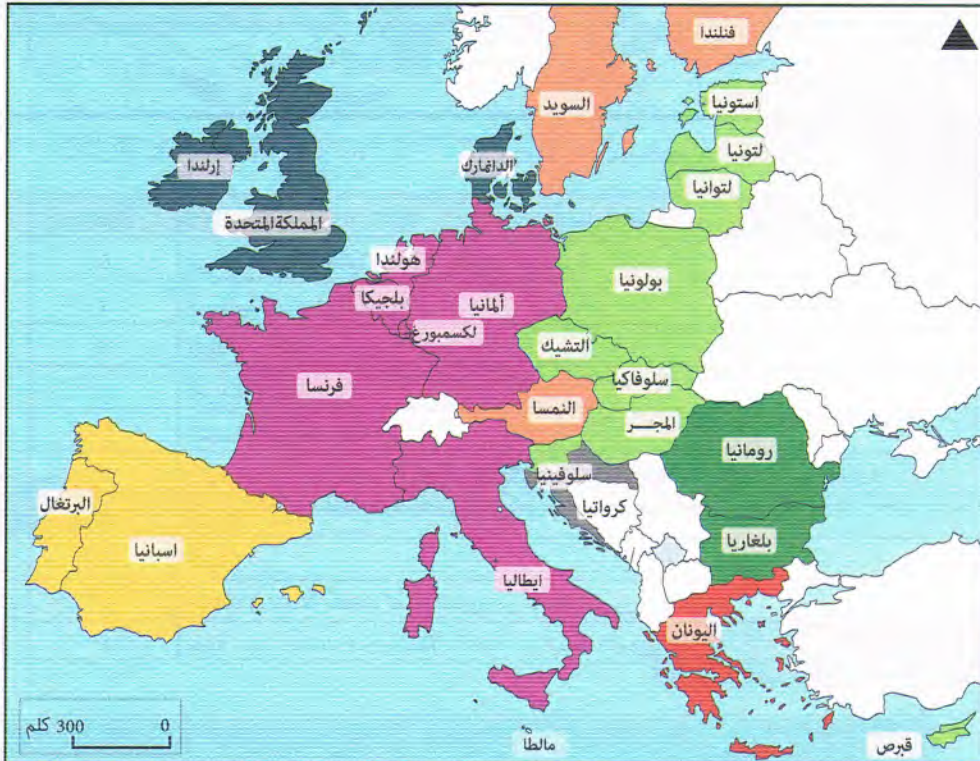 فنلندا
السويد
استونيا
لتونيا
لتوانيا
الدانمارك
إرلندا
المملكة المتحدة
هولندا
بلجيكا
ألمانيا
لكسمبورغ
بولونيا
التشيك
سلوفاكيا
فرنسا
النمسا
المجــر
رومانيا
سلوفينيا
كرواتيا
البرتغال
اسبانيا
بلغاريا
ايطاليا
اليونان
0 300 كلم
مالطا
قبرص